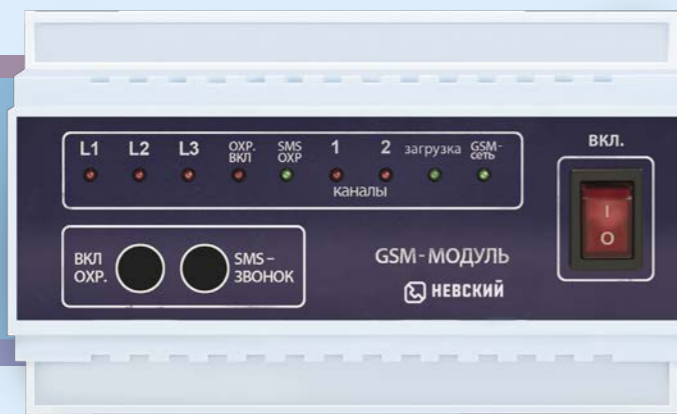 L1 L2 L3 ОХР. ВКЛ SMS ОХР 1 2 загрузка GSM-сеть
каналы
ВКЛ.
I
O
ВКЛ
ОХР.
SMS–
ЗВОНОК
GSM-МОДУЛЬ
НЕВСКИЙ